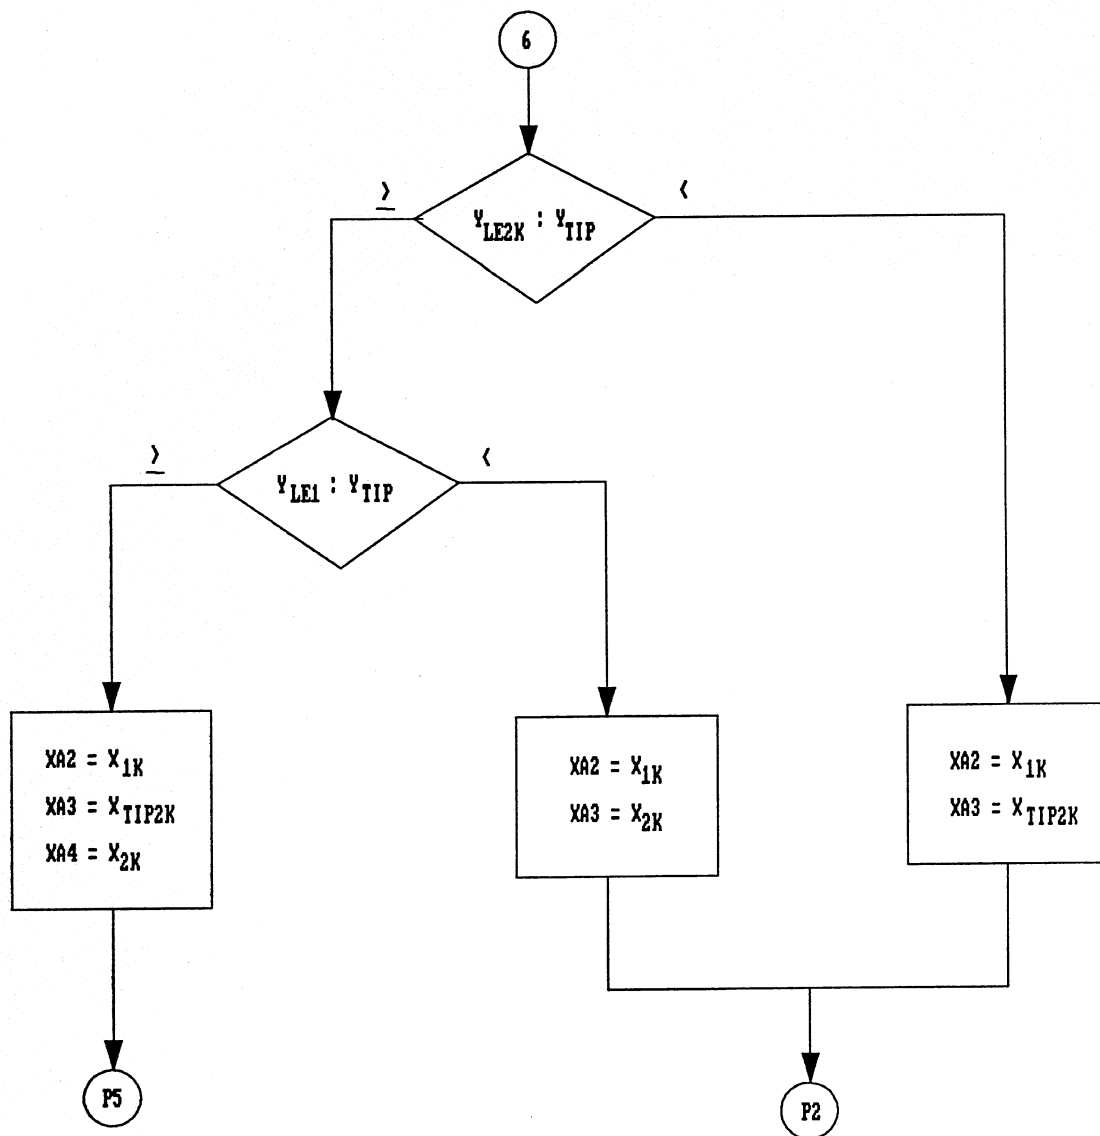 6
≥
<
Y_LE2K : Y_TIP
≥
<
Y_LE1 : Y_TIP
XA2 = X_1K
XA3 = X_TIP2K
XA4 = X_2K
XA2 = X_1K
XA3 = X_2K
XA2 = X_1K
XA3 = X_TIP2K
P5
P2